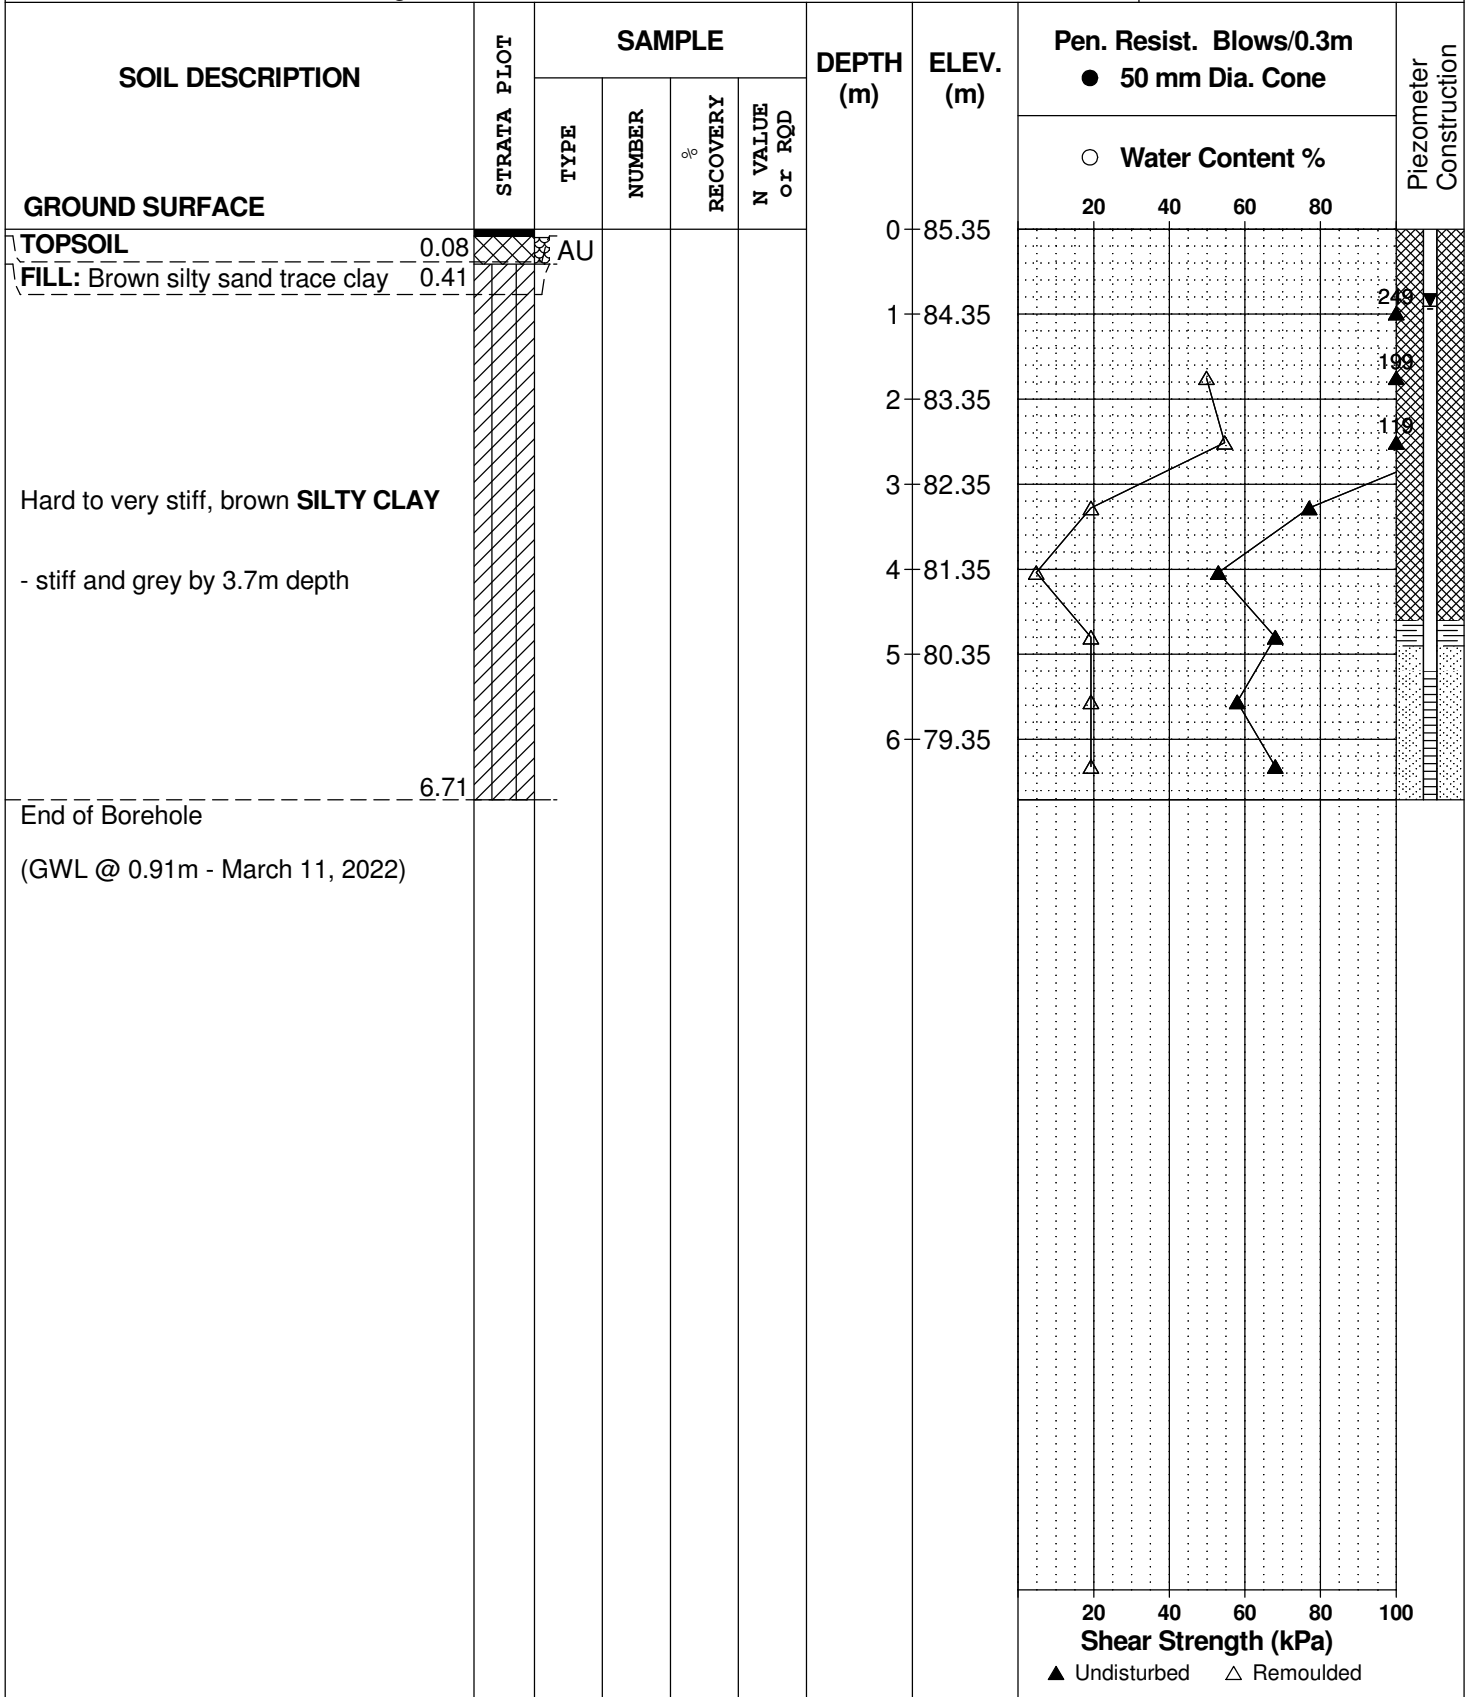 SOIL DESCRIPTION
GROUND SURFACE
STRATA PLOT
SAMPLE
TYPE
NUMBER
%
RECOVERY
N VALUE
or RQD
DEPTH
(m)
ELEV.
(m)
Pen. Resist. Blows/0.3m
● 50 mm Dia. Cone
○ Water Content %
20 40 60 80
Piezometer
Construction
TOPSOIL 0.08
FILL: Brown silty sand trace clay 0.41
AU
0 85.35
1 84.35
2 83.35
3 82.35
4 81.35
5 80.35
6 79.35
249
199
119
Hard to very stiff, brown SILTY CLAY
- stiff and grey by 3.7m depth
6.71
End of Borehole
(GWL @ 0.91m - March 11, 2022)
20 40 60 80 100
Shear Strength (kPa)
▲ Undisturbed △ Remoulded